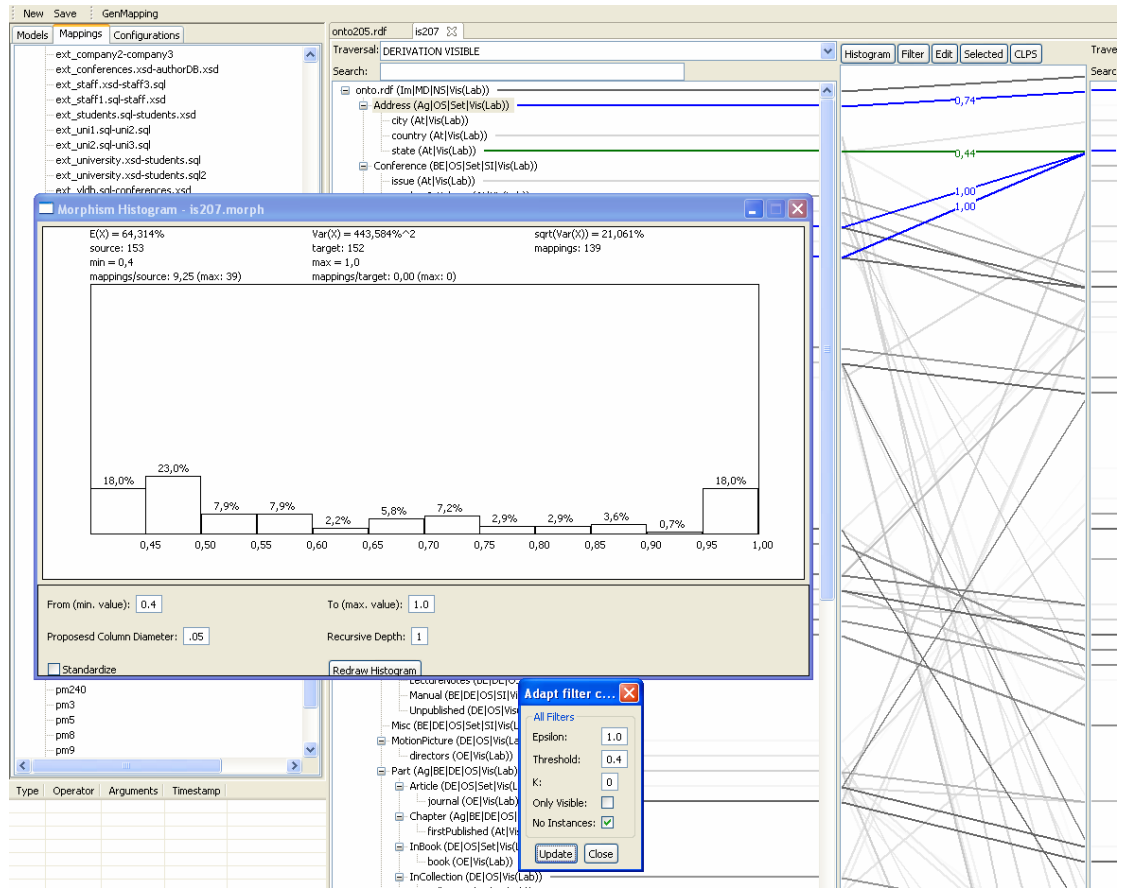 New Save GenMapping
Models Mappings Configurations
ext_company2-company3
ext_conferences.xsd-authorDB.xsd
ext_staff.xsd-staff3.sql
ext_staff1.sql-staff.xsd
ext_students.sql-students.xsd
ext_uni1.sql-uni2.sql
ext_uni2.sql-uni3.sql
ext_university.xsd-students.sql
ext_university.xsd-students.sql2
ext_vldb.sql-conferences.xsd
onto205.rdf is207
Traversal: DERIVATION VISIBLE
Search:
onto.rdf (Im|MD|NS|Vis(Lab))
Address (Ag|OS|Set|Vis(Lab))
city (At|Vis(Lab))
country (At|Vis(Lab))
state (At|Vis(Lab))
Conference (BE|OS|Set|SI|Vis(Lab))
issue (At|Vis(Lab))
Histogram Filter Edit Selected CLPS
Trave
Searc
0,74
0,44
1,00
1,00
Morphism Histogram - is207.morph
E(X) = 64,314% Var(X) = 443,584%^2 sqrt(Var(X)) = 21,061%
source: 153 target: 152 mappings: 139
min = 0,4 max = 1,0
mappings/source: 9,25 (max: 39) mappings/target: 0,00 (max: 0)
18,0% 23,0% 7,9% 7,9% 2,2% 5,8% 7,2% 2,9% 2,9% 3,6% 0,7% 18,0%
0,45 0,50 0,55 0,60 0,65 0,70 0,75 0,80 0,85 0,90 0,95 1,00
From (min. value): 0.4 To (max. value): 1.0
Proposesd Column Diameter: .05 Recursive Depth: 1
Standardize Redraw Histogram
pm240
pm3
pm5
pm8
pm9
Type Operator Arguments Timestamp
LectureNotes (BE|DE|OS
Manual (BE|DE|OS|SI|Vi
Unpublished (DE|OS|Vis
Misc (BE|DE|OS|Set|SI|Vis(L
MotionPicture (DE|OS|Vis(La
directors (OE|Vis(Lab))
Part (Ag|BE|DE|OS|Vis(Lab)
Article (DE|OS|Set|Vis(L
journal (OE|Vis(Lab)
Chapter (Ag|BE|DE|OS|
firstPublished (At|Vis
InBook (DE|OS|Set|Vis(L
book (OE|Vis(Lab))
InCollection (DE|OS|Vis(Lab))
Adapt filter c...
All Filters
Epsilon: 1.0
Threshold: 0.4
K: 0
Only Visible:
No Instances:
Update Close